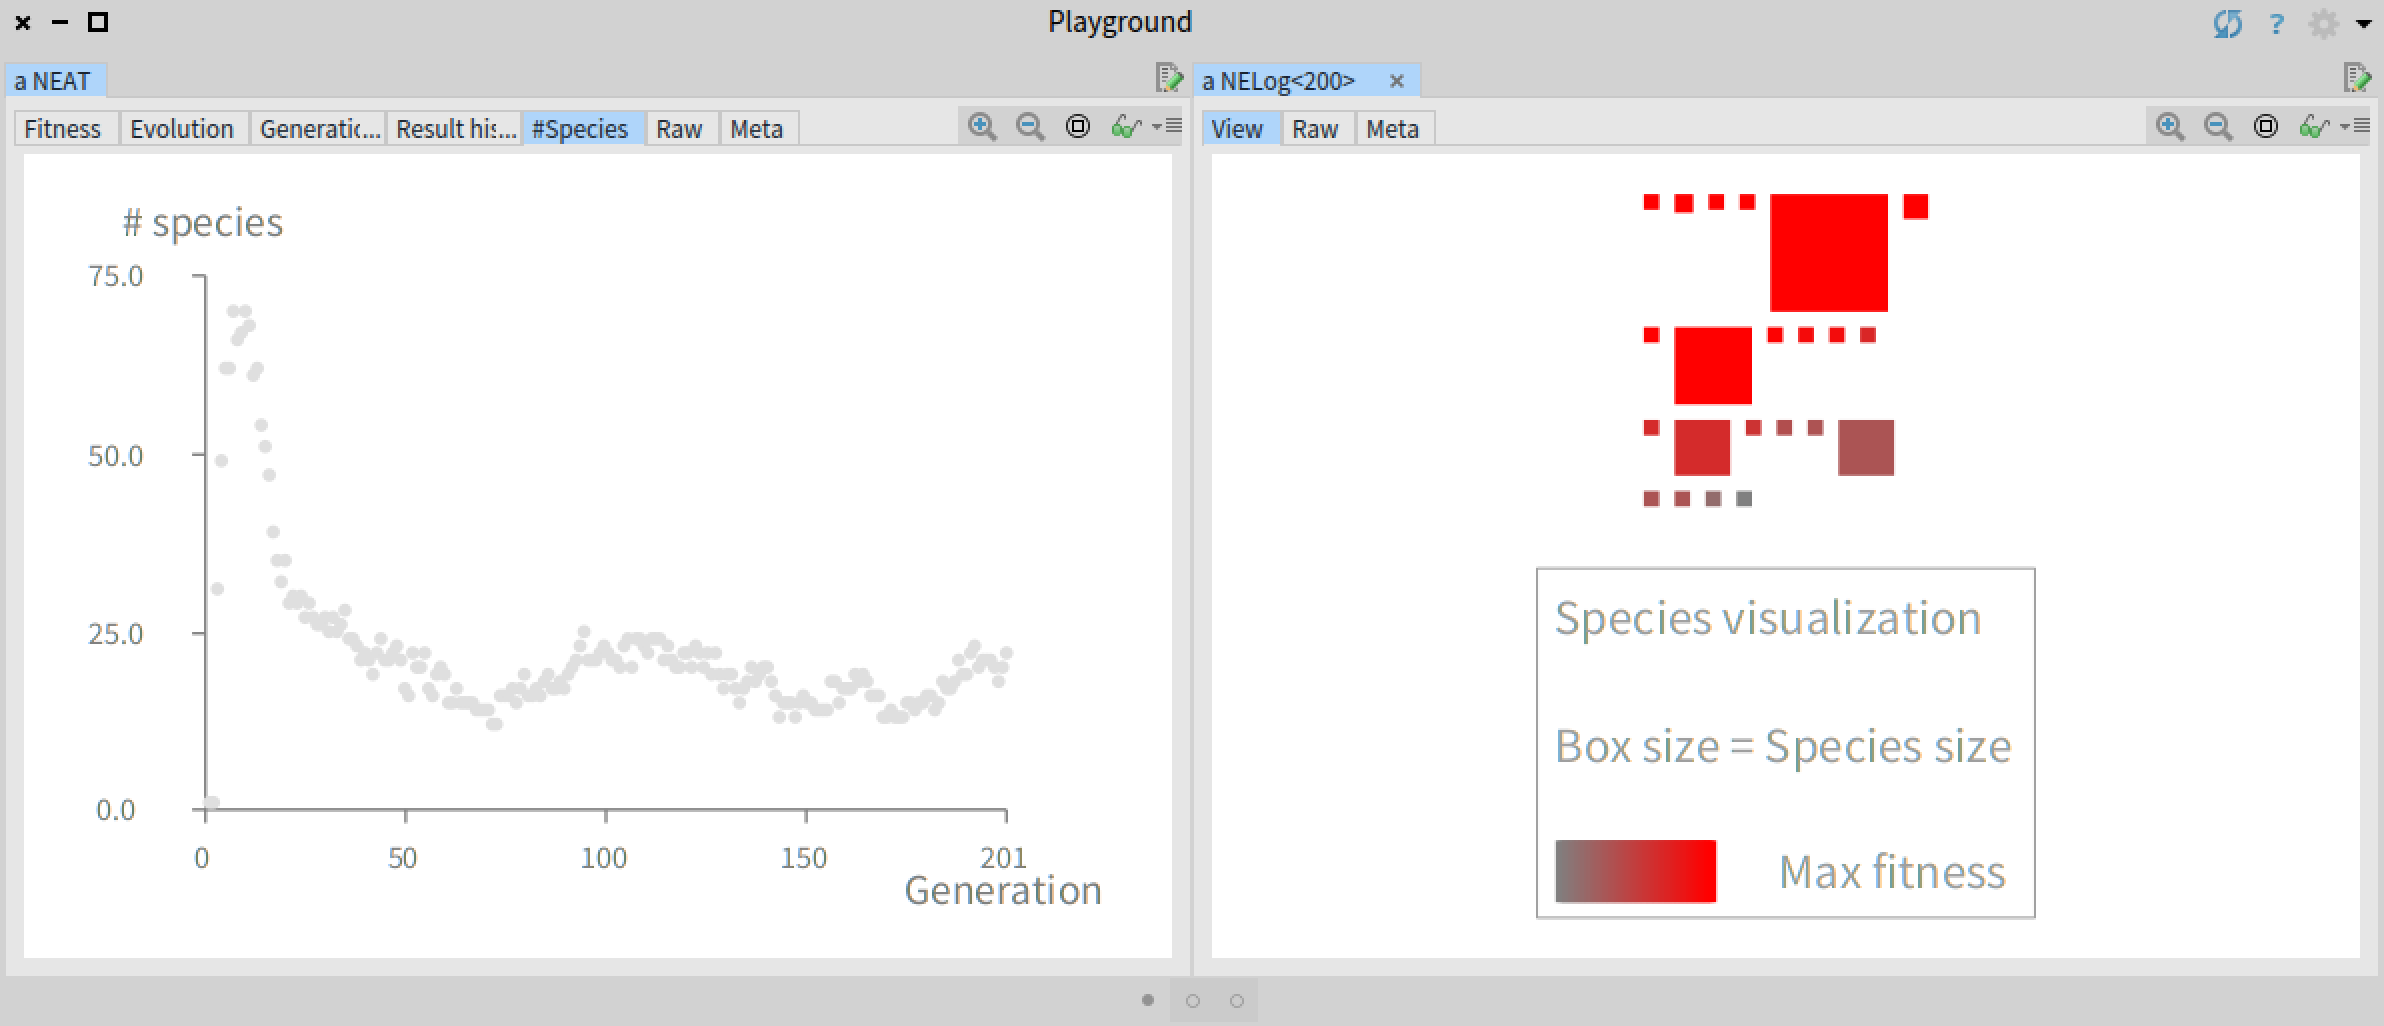 Playground
?
a NEAT
a NELog<200>
Fitness Evolution Generatic... Result his... #Species Raw Meta
View Raw Meta
# species
75.0
50.0
25.0
0.0
0 50 100 150 201
Generation
Species visualization
Box size = Species size
Max fitness